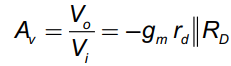 A_v = V_o / V_i = −g_m r_d‖R_D